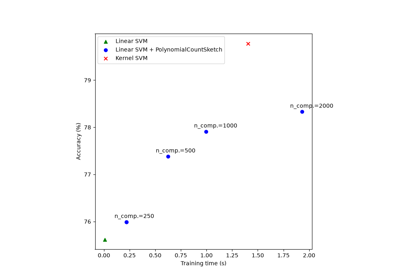 Linear SVM
Linear SVM + PolynomialCountSketch
Kernel SVM
79
78
77
76
Accuracy (%)
n_comp.=2000
n_comp.=1000
n_comp.=500
n_comp.=250
0.00 0.25 0.50 0.75 1.00 1.25 1.50 1.75 2.00
Training time (s)